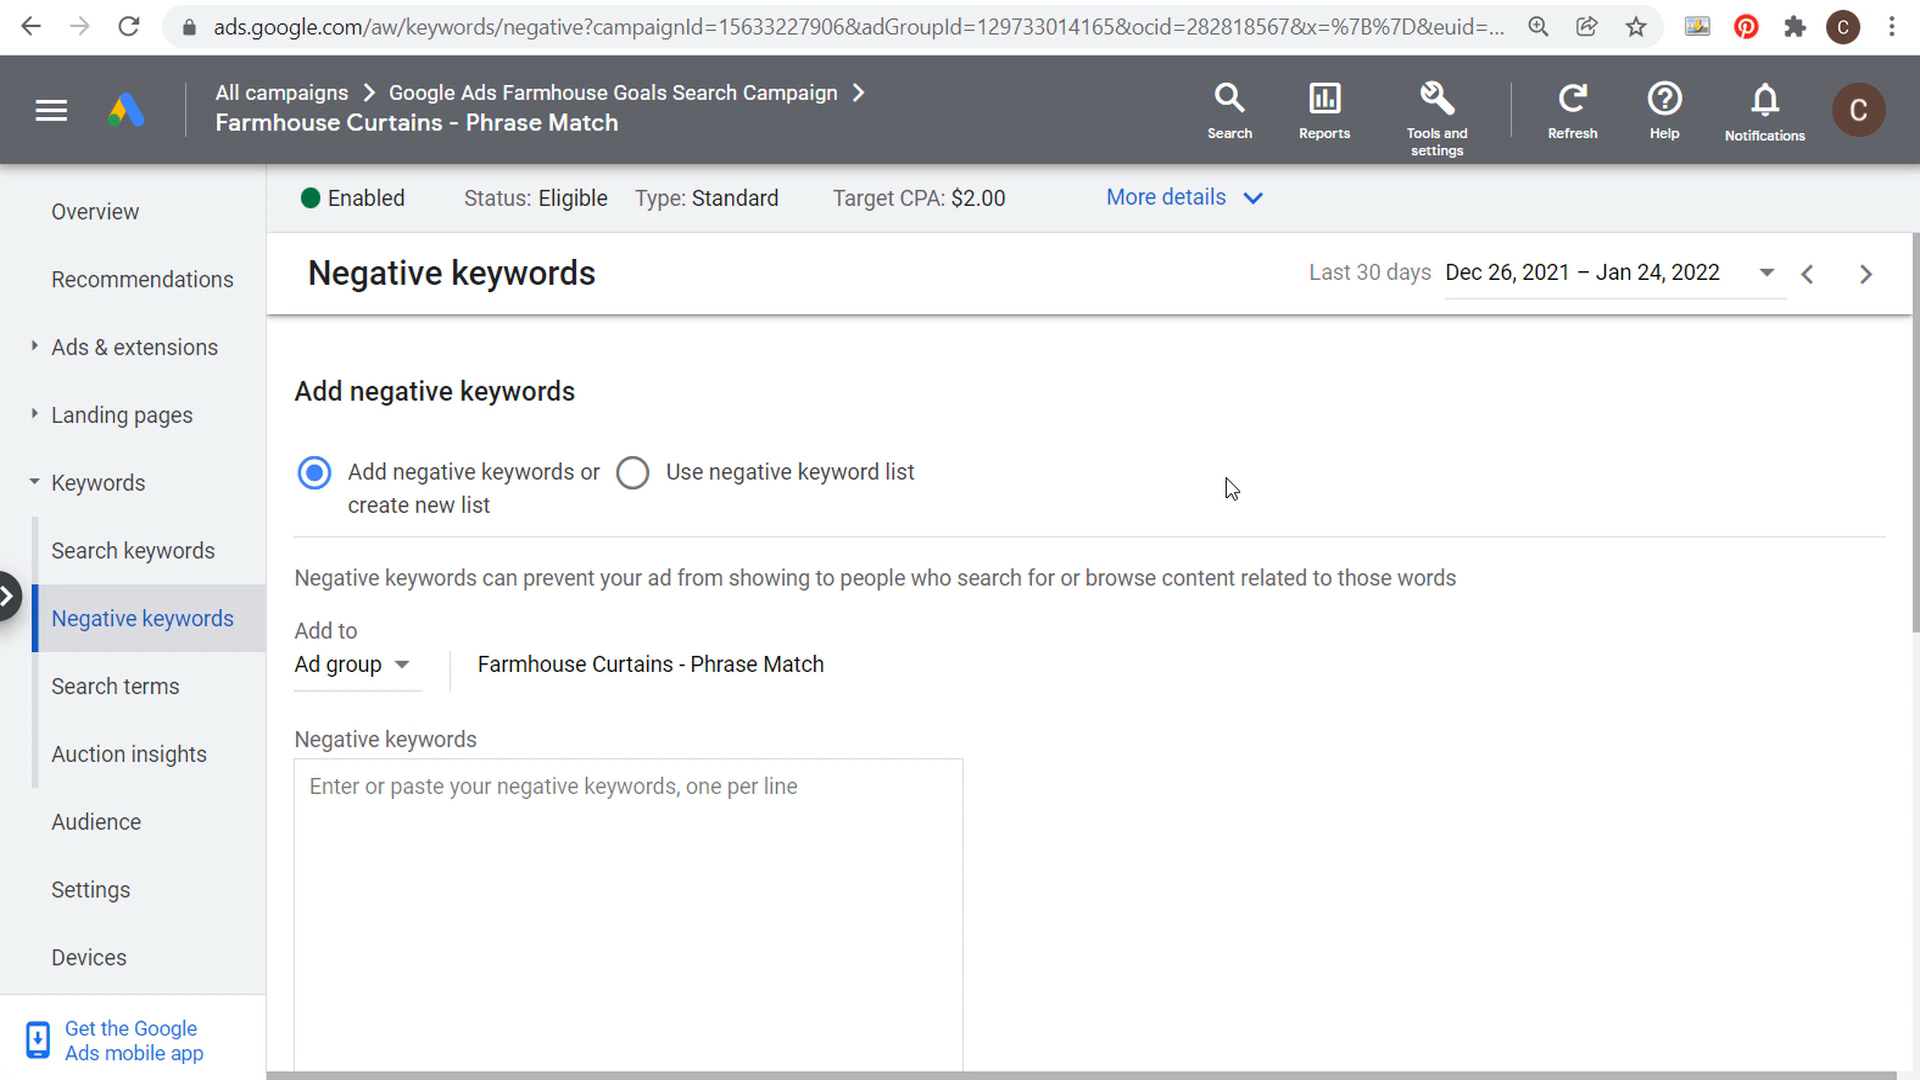 ads.google.com/aw/keywords/negative?campaignId=15633227906&adGroupId=129733014165&ocid=282818567&x=%7B%7D&euid=...
C
All campaigns > Google Ads Farmhouse Goals Search Campaign >
Farmhouse Curtains - Phrase Match
Search
Reports
Tools and
settings
Refresh
Help
Notifications
C
Overview
Recommendations
Ads & extensions
Landing pages
Keywords
Search keywords
Negative keywords
Search terms
Auction insights
Audience
Settings
Devices
Get the Google
Ads mobile app
Enabled Status: Eligible Type: Standard Target CPA: $2.00 More details
Negative keywords
Last 30 days Dec 26, 2021 – Jan 24, 2022
Add negative keywords
Add negative keywords or
create new list
Use negative keyword list
Negative keywords can prevent your ad from showing to people who search for or browse content related to those words
Add to
Ad group Farmhouse Curtains - Phrase Match
Negative keywords
Enter or paste your negative keywords, one per line